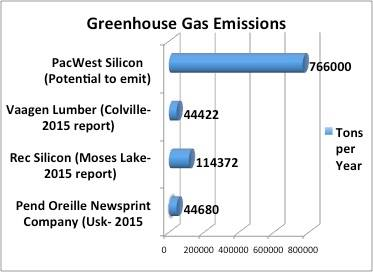 Greenhouse Gas Emissions
PacWest Silicon
(Potential to emit)
766000
Vaagen Lumber (Colville-
2015 report)
44422
Rec Silicon (Moses Lake-
2015 report)
114372
Pend Oreille Newsprint
Company (Usk- 2015
44680
Tons
per
Year
0 200000 400000 600000 800000